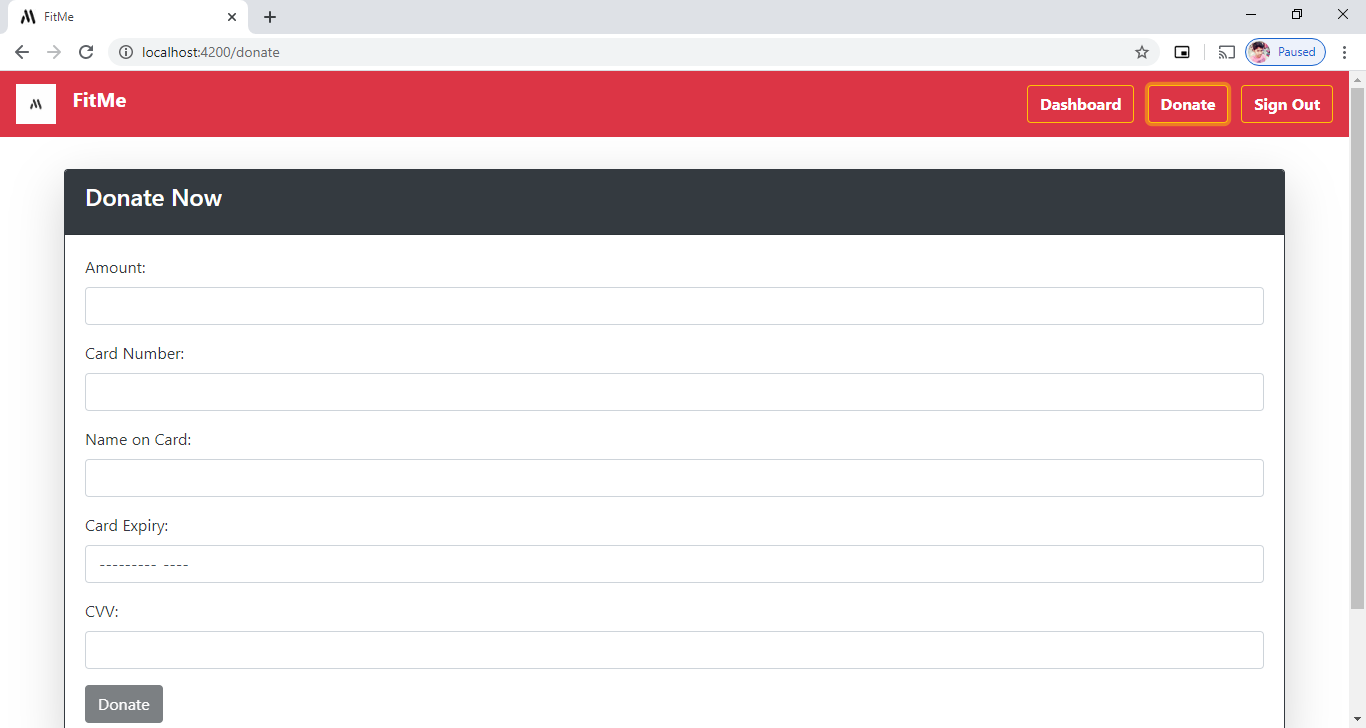 FitMe
localhost:4200/donate
Paused
FitMe
Dashboard
Donate
Sign Out
Donate Now
Amount:
Card Number:
Name on Card:
Card Expiry:
--------- ----
CVV:
Donate